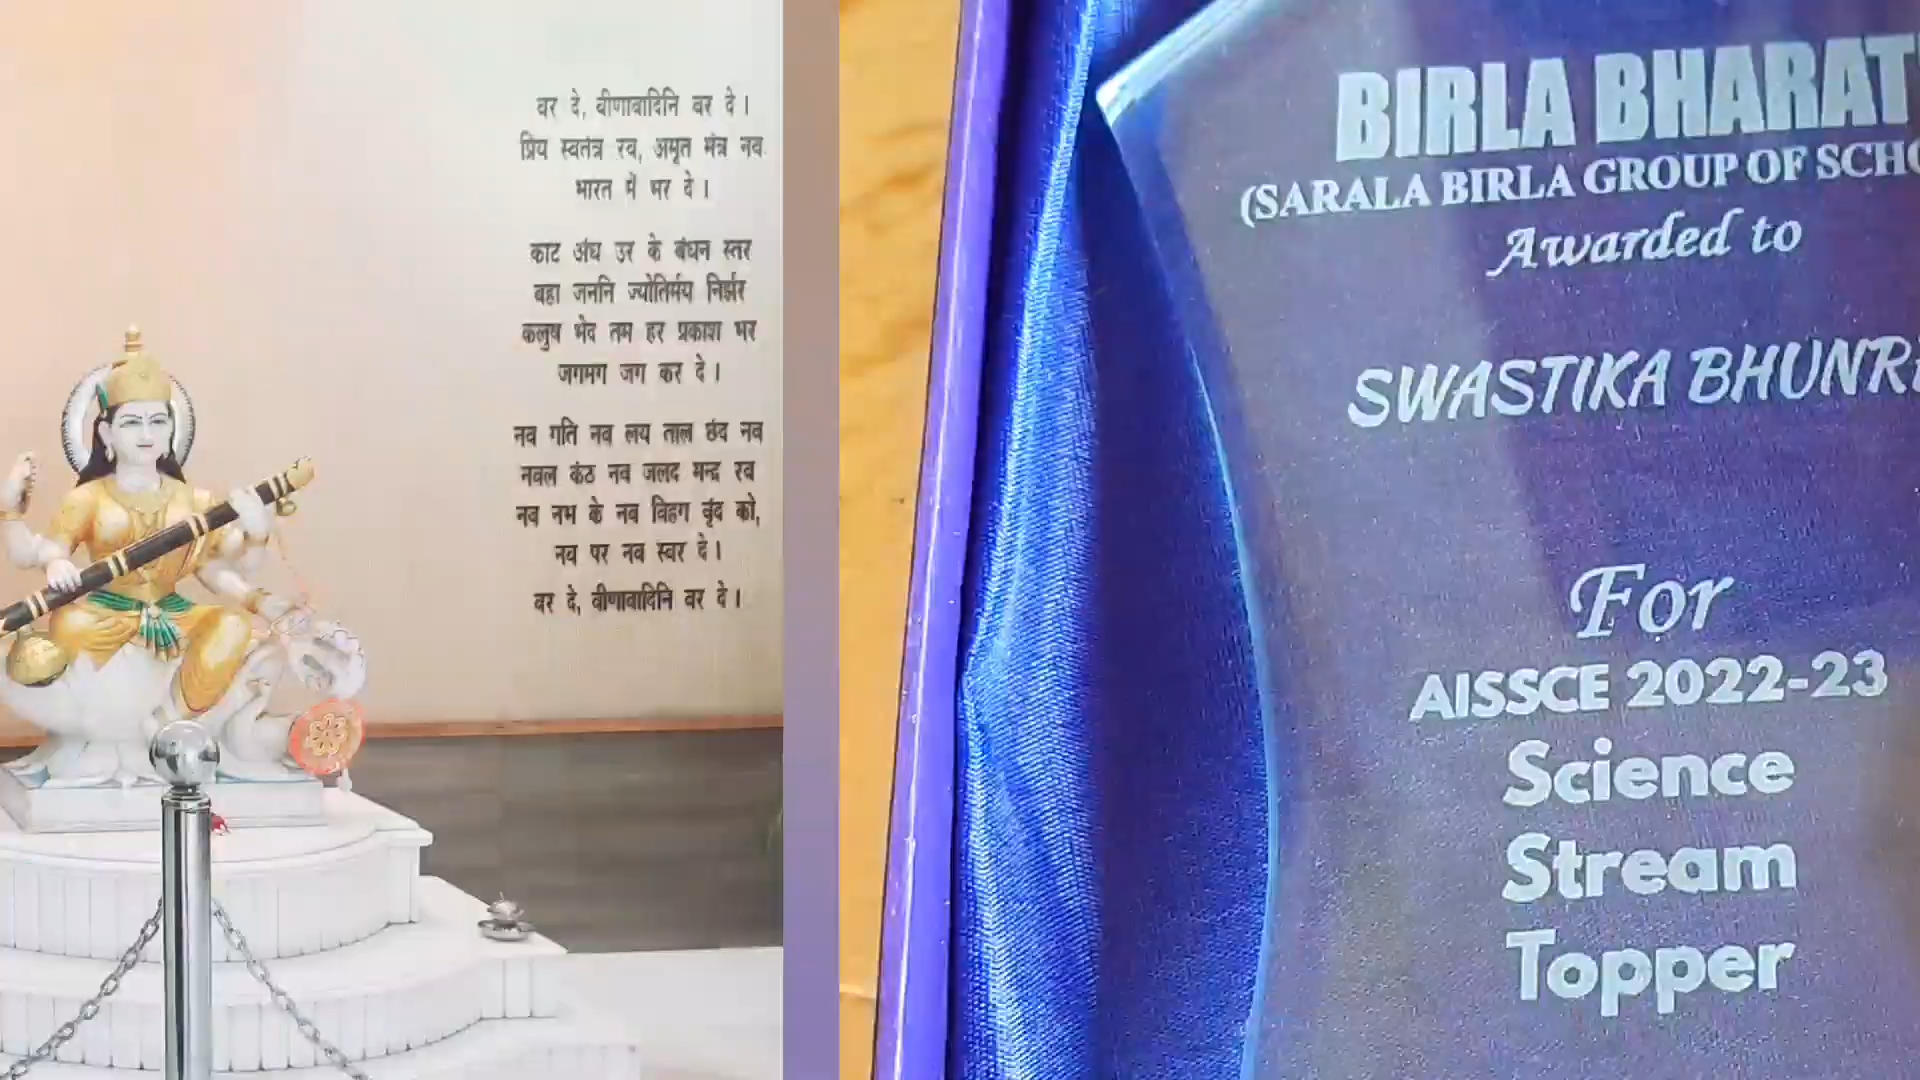 वर दे, वीणावादिनि वर दे।
प्रिय स्वतंत्र रव, अमृत मंत्र नव
भारत में भर दे।
काट अंध उर के बंधन स्तर
बहा जननि ज्योतिर्मय निर्झर
कलुष भेद तम हर प्रकाश भर
जगमग जग कर दे।
नव गति नव लय ताल छंद नव
नवल कंठ नव जलद मन्द्र रव
नव नभ के नव विहग वृंद को,
नव पर नव स्वर दे।
वर दे, वीणावादिनि वर दे।
BIRLA BHARAT
(SARALA BIRLA GROUP OF SCHO
Awarded to
SWASTIKA BHUNR
For
AISSCE 2022-23
Science
Stream
Topper